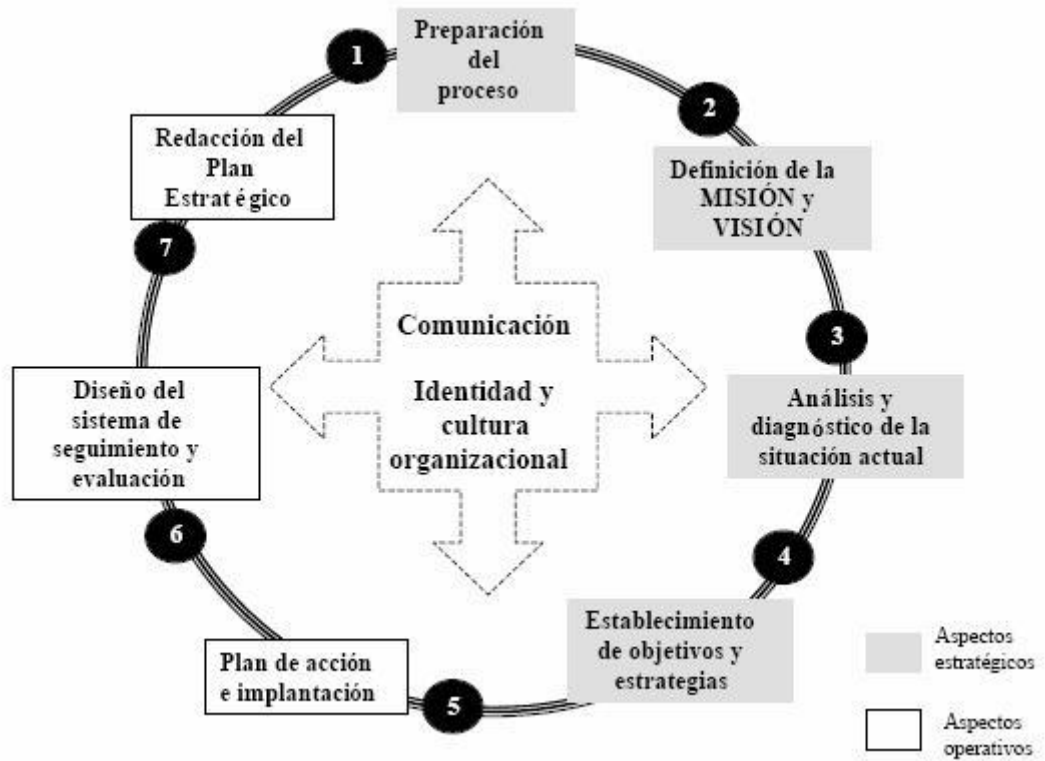 1
Preparación
del
proceso
2
Definición de la
MISIÓN y
VISIÓN
3
Análisis y
diagnóstico de la
situación actual
4
Establecimiento
de objetivos y
estrategias
5
Plan de acción
e implantación
6
Diseño del
sistema de
seguimiento y
evaluación
7
Redacción del
Plan
Estratégico
Comunicación
Identidad y
cultura
organizacional
Aspectos
estratégicos
Aspectos
operativos